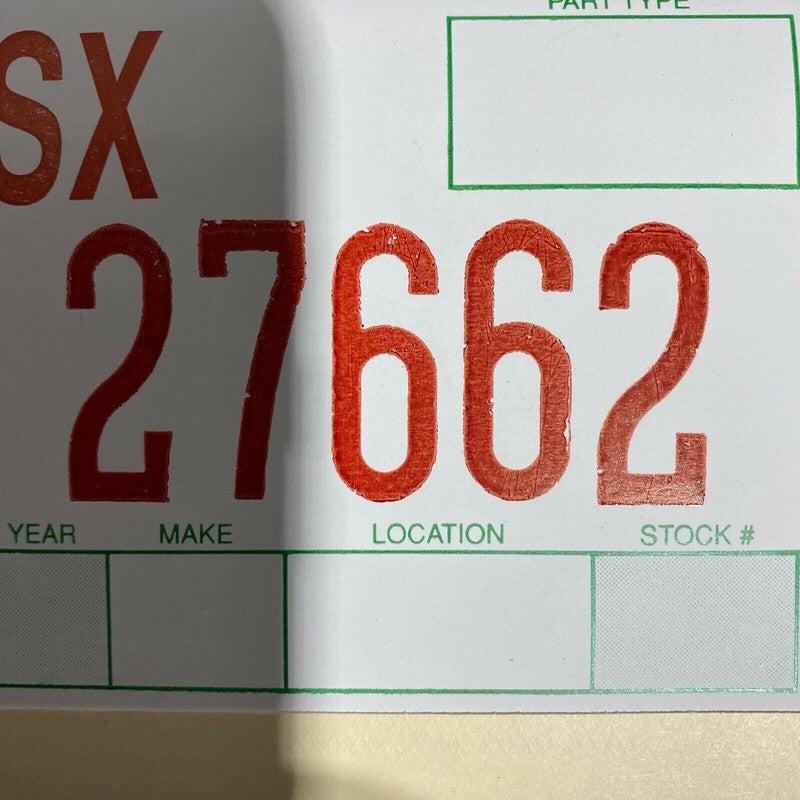 PART TYPE
SX
27662
YEAR MAKE LOCATION STOCK #